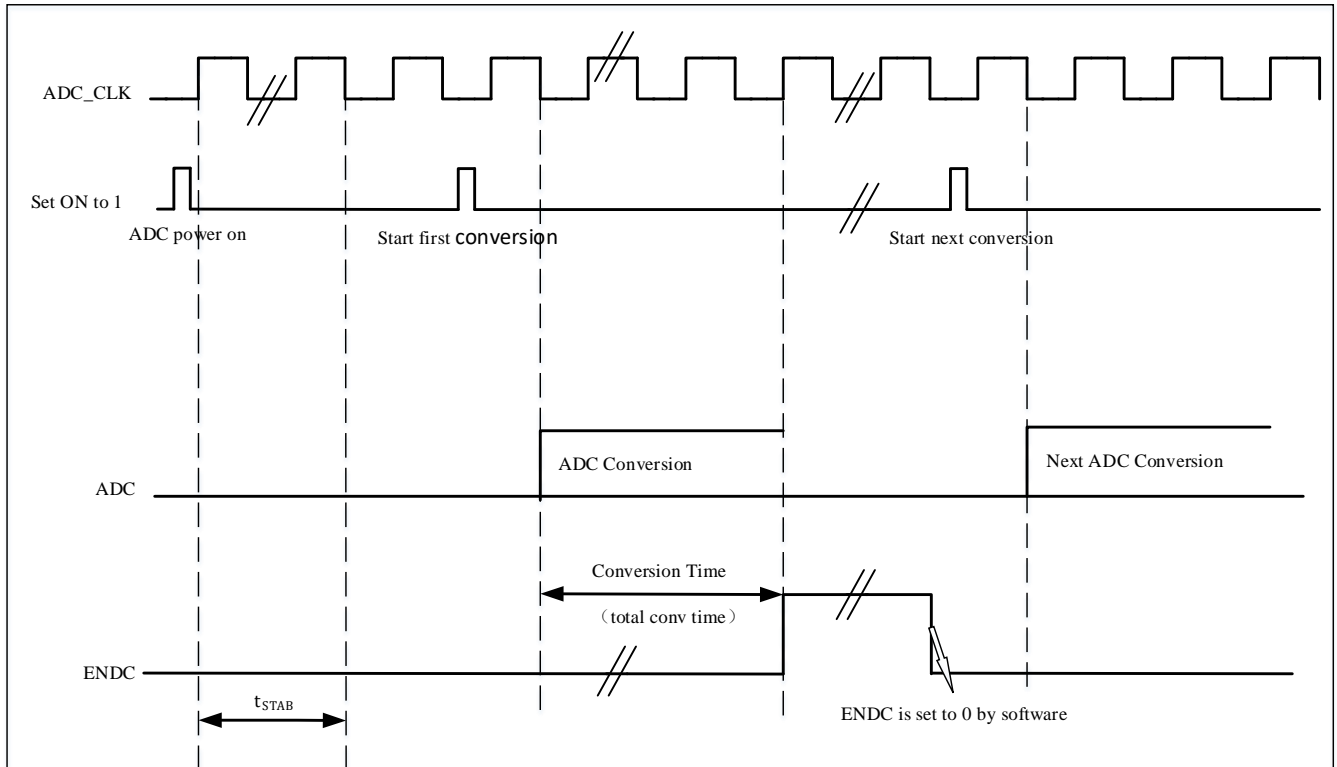 ADC_CLK
Set ON to 1
ADC power on
Start first conversion
Start next conversion
ADC Conversion
Next ADC Conversion
ADC
Conversion Time
（total conv time）
ENDC
tSTAB
ENDC is set to 0 by software